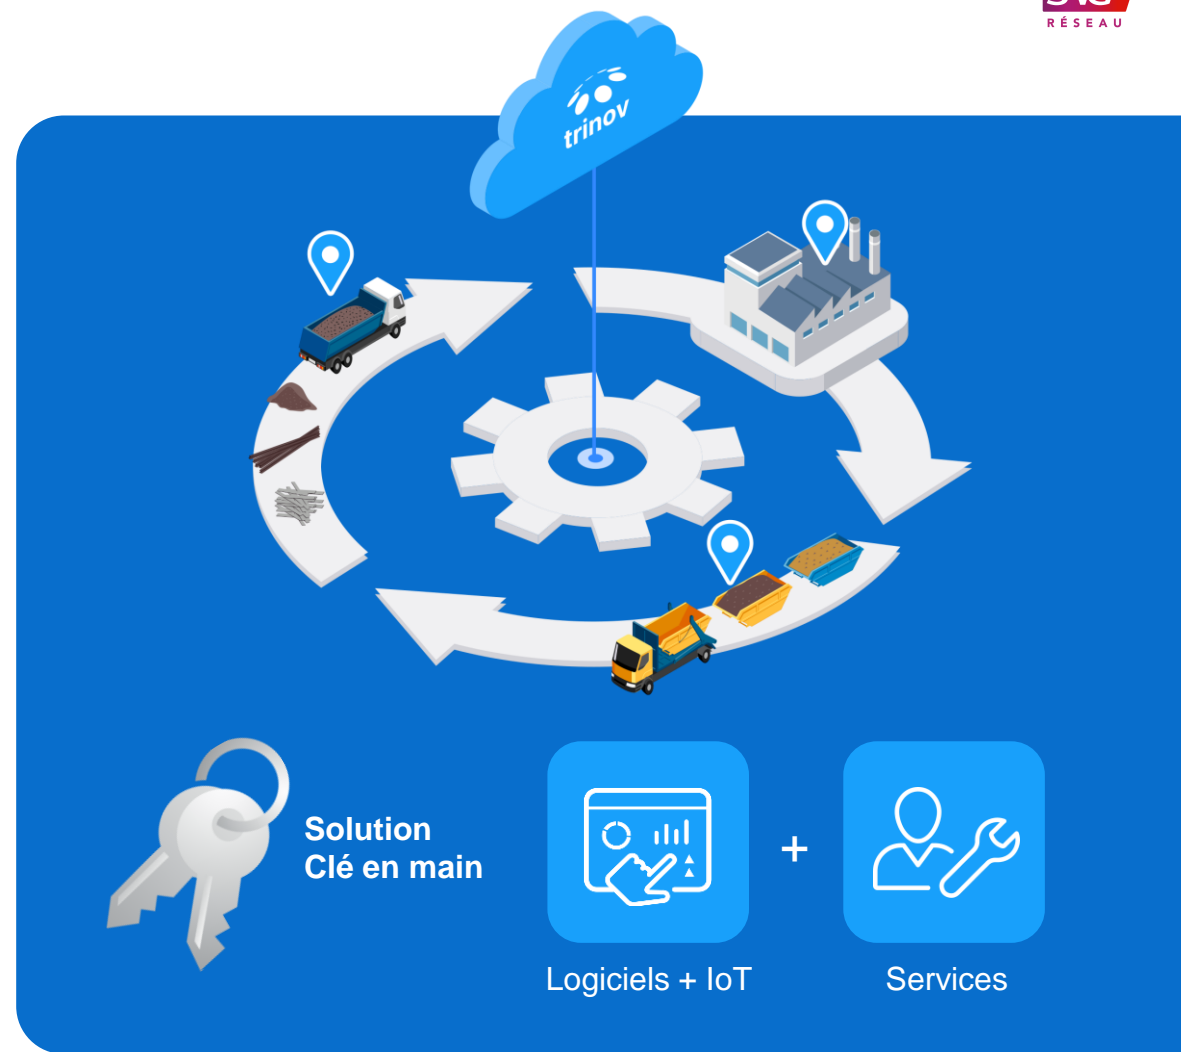 RÉSEAU
trinov
Solution
Clé en main
+
Logiciels + IoT
Services